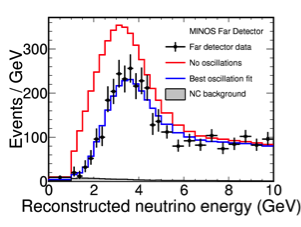 MINOS Far Detector
Far detector data
No oscillations
Best oscillation fit
NC background
Events / GeV
300
200
100
0
0 2 4 6 8 10
Reconstructed neutrino energy (GeV)